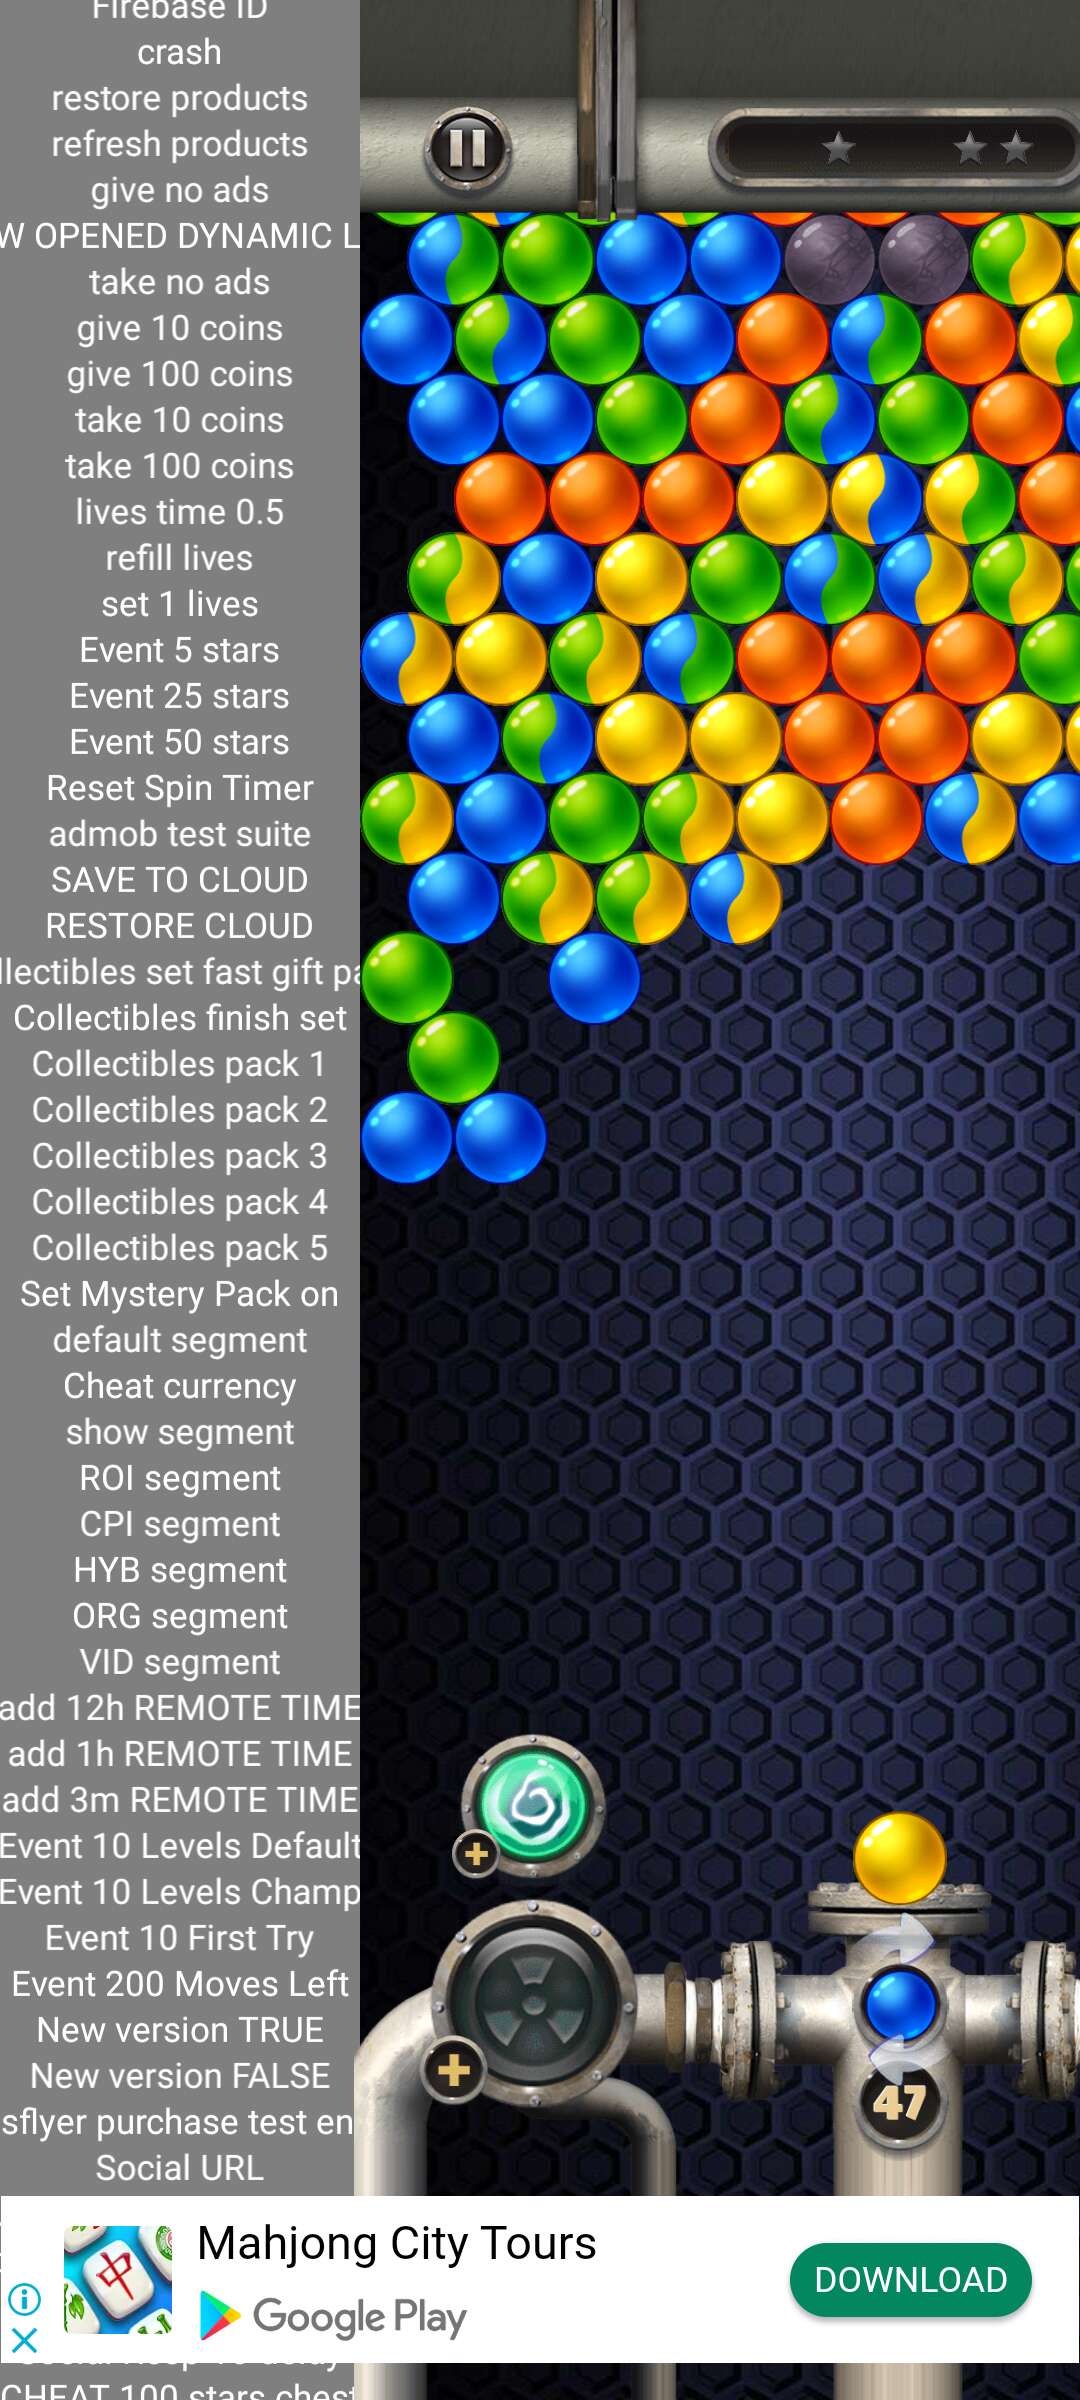 Firebase ID
crash
restore products
refresh products
give no ads
W OPENED DYNAMIC L
take no ads
give 10 coins
give 100 coins
take 10 coins
take 100 coins
lives time 0.5
refill lives
set 1 lives
Event 5 stars
Event 25 stars
Event 50 stars
Reset Spin Timer
admob test suite
SAVE TO CLOUD
RESTORE CLOUD
llectibles set fast gift pa
Collectibles finish set
Collectibles pack 1
Collectibles pack 2
Collectibles pack 3
Collectibles pack 4
Collectibles pack 5
Set Mystery Pack on
default segment
Cheat currency
show segment
ROI segment
CPI segment
HYB segment
ORG segment
VID segment
add 12h REMOTE TIME
add 1h REMOTE TIME
add 3m REMOTE TIME
Event 10 Levels Default
Event 10 Levels Champ
Event 10 First Try
Event 200 Moves Left
New version TRUE
New version FALSE
sflyer purchase test en
Social URL
47
中
Mahjong City Tours
Google Play
DOWNLOAD
CHEAT 100 stars chest